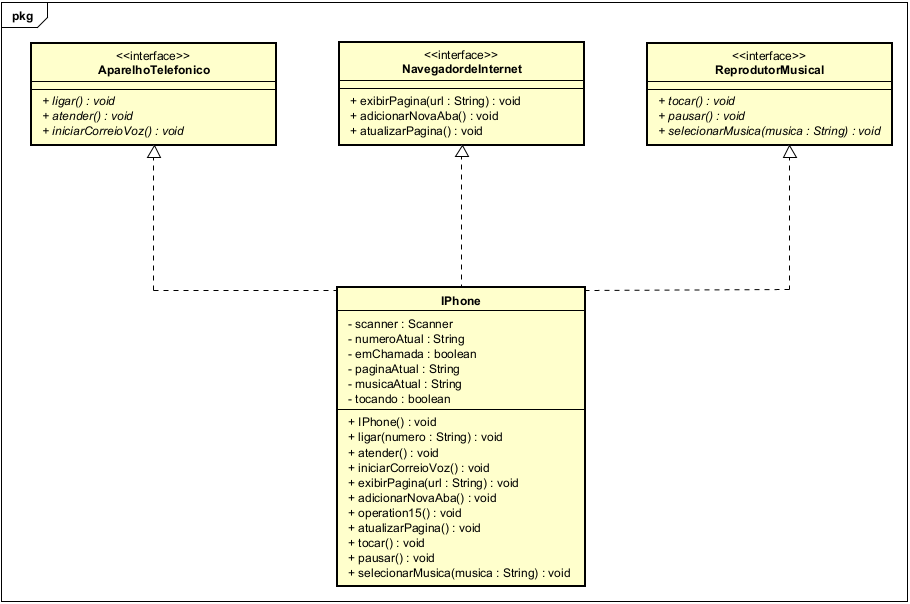 pkg
<<interface>>
AparelhoTelefonico
+ ligar() : void
+ atender() : void
+ iniciarCorreioVoz() : void
<<interface>>
NavegadordeInternet
+ exibirPagina(url : String) : void
+ adicionarNovaAba() : void
+ atualizarPagina() : void
<<interface>>
ReprodutorMusical
+ tocar() : void
+ pausar() : void
+ selecionarMusica(musica : String) : void
IPhone
- scanner : Scanner
- numeroAtual : String
- emChamada : boolean
- paginaAtual : String
- musicaAtual : String
- tocando : boolean
+ IPhone() : void
+ ligar(numero : String) : void
+ atender() : void
+ iniciarCorreioVoz() : void
+ exibirPagina(url : String) : void
+ adicionarNovaAba() : void
+ operation15() : void
+ atualizarPagina() : void
+ tocar() : void
+ pausar() : void
+ selecionarMusica(musica : String) : void